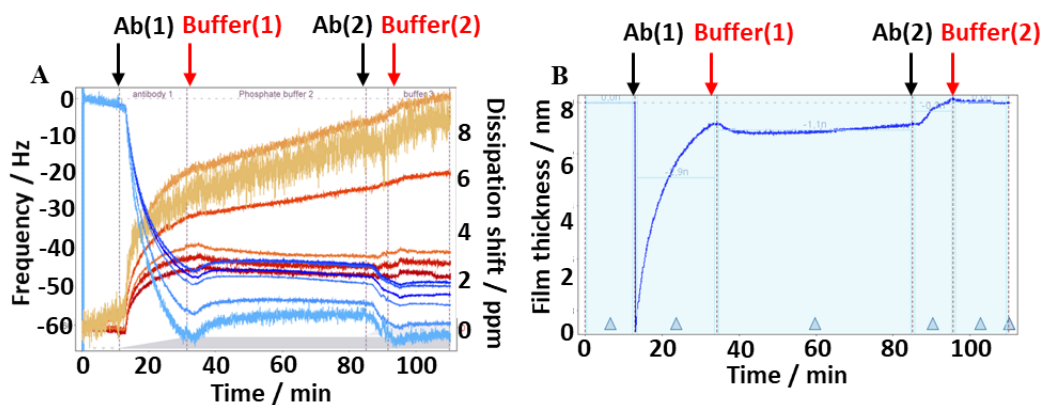 Ab(1) Buffer(1) Ab(2) Buffer(2)
A
antibody 1 Phosphate buffer 2 buffer 3
Frequency / Hz
0
-10
-20
-30
-40
-50
-60
8
6
4
2
0
Dissipation shift / ppm
0 20 40 60 80 100
Time / min
Ab(1) Buffer(1) Ab(2) Buffer(2)
B
Film thickness / nm
8
6
4
2
0
-1.1n
0 20 40 60 80 100
Time / min